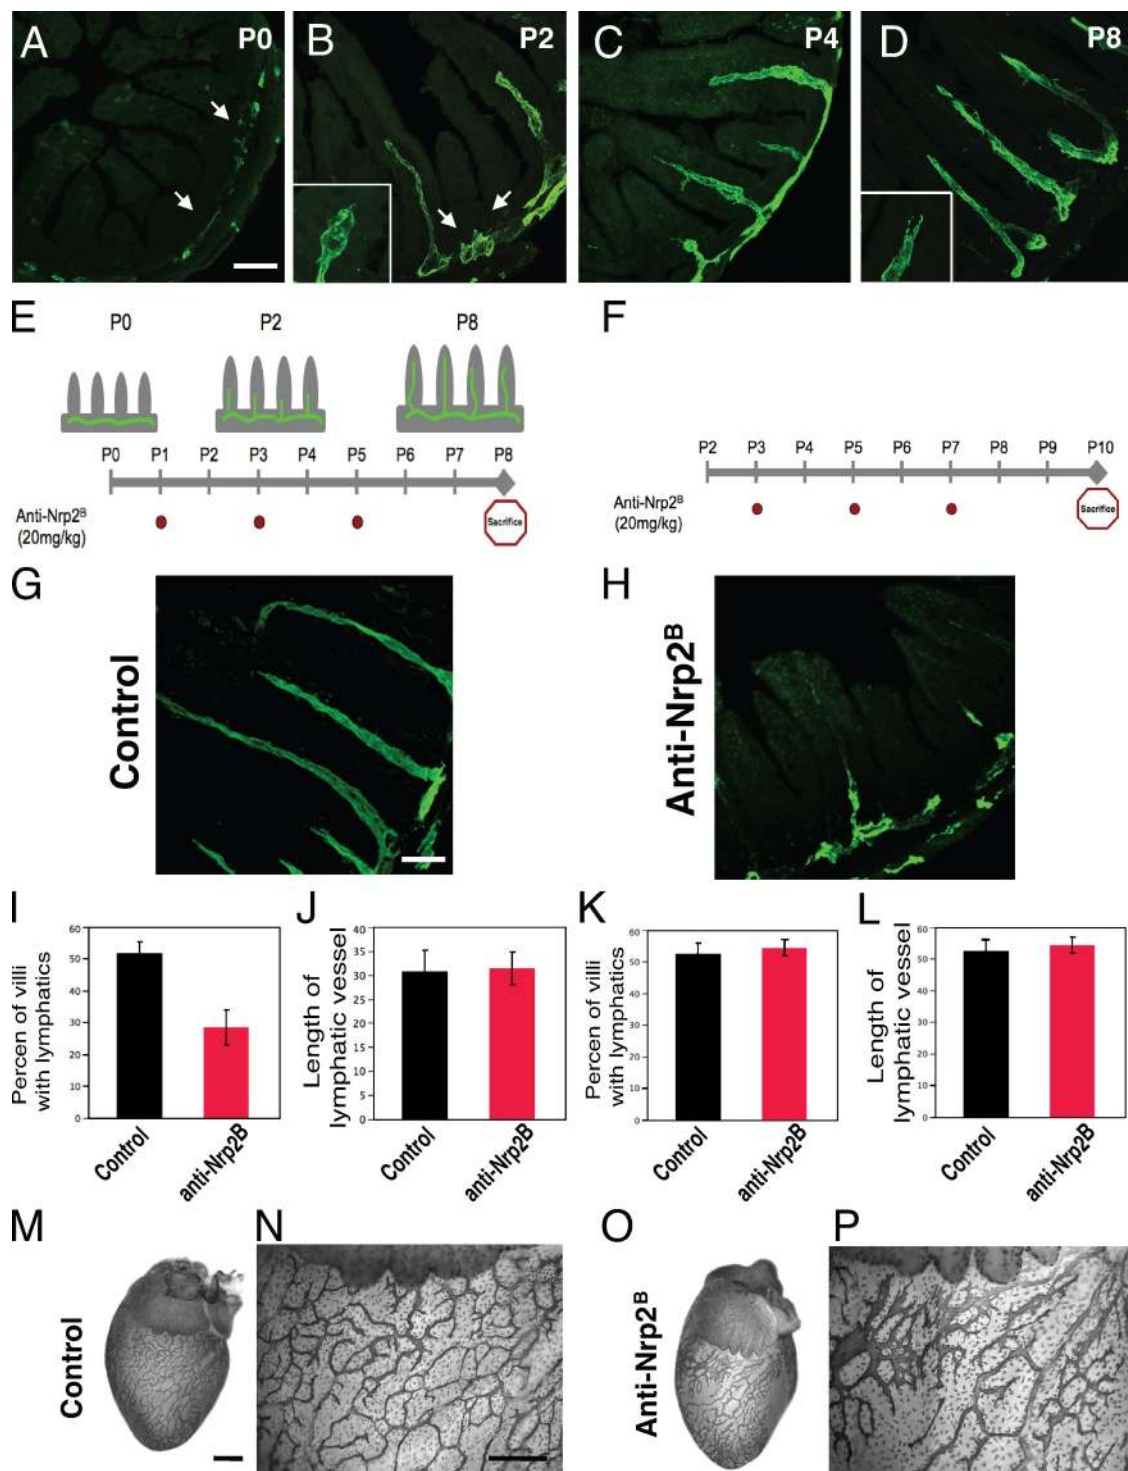 A P0 B P2 C P4 D P8
E P0 P2 P8 F
P0 P1 P2 P3 P4 P5 P6 P7 P8
Anti-Nrp2B
(20mg/kg)
Sacrifice
P2 P3 P4 P5 P6 P7 P8 P9 P10
Anti-Nrp2B
(20mg/kg)
Sacrifice
G
Control
H
Anti-Nrp2B
I
Percen of villi
with lymphatics
60
50
40
30
20
10
0
Control
anti-Nrp2B
J
Length of
lymphatic vessel
40
35
30
25
20
15
10
5
0
Control
anti-Nrp2B
K
Percen of villi
with lymphatics
60
50
40
30
20
10
0
Control
anti-Nrp2B
L
Length of
lymphatic vessel
60
50
40
30
20
10
0
Control
anti-Nrp2B
M
Control
N
O
Anti-Nrp2B
P